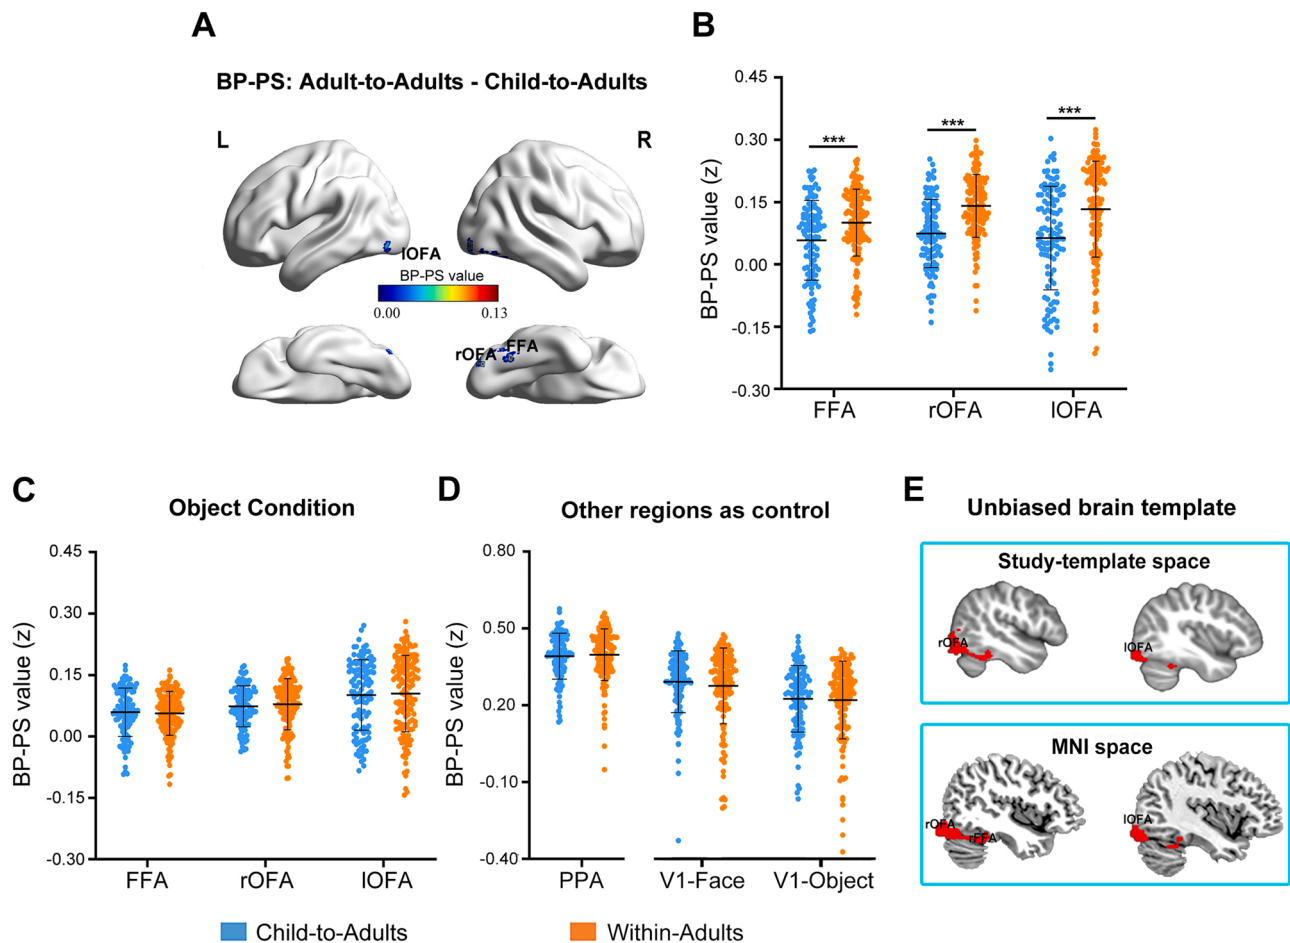 A
BP-PS: Adult-to-Adults - Child-to-Adults
L
R
lOFA
BP-PS value
0.00
0.13
rOFA
FFA
B
BP-PS value (z)
0.45
0.30
0.15
0.00
-0.15
-0.30
***
***
***
FFA
rOFA
lOFA
C
Object Condition
BP-PS value (z)
0.45
0.30
0.15
0.00
-0.15
-0.30
FFA
rOFA
lOFA
D
Other regions as control
BP-PS value (z)
0.80
0.50
0.20
-0.10
-0.40
PPA
V1-Face
V1-Object
E
Unbiased brain template
Study-template space
rOFA
lOFA
MNI space
rOFA
rFFA
lOFA
Child-to-Adults
Within-Adults